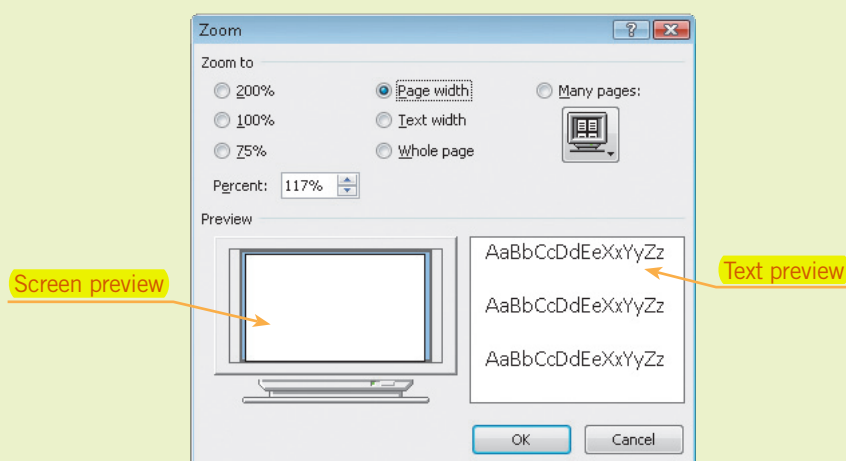 Zoom
Zoom to
200%
Page width
Many pages:
100%
Text width
75%
Whole page
Percent: 117%
Preview
Screen preview
AaBbCcDdEeXxYyZz
Text preview
AaBbCcDdEeXxYyZz
AaBbCcDdEeXxYyZz
OK
Cancel